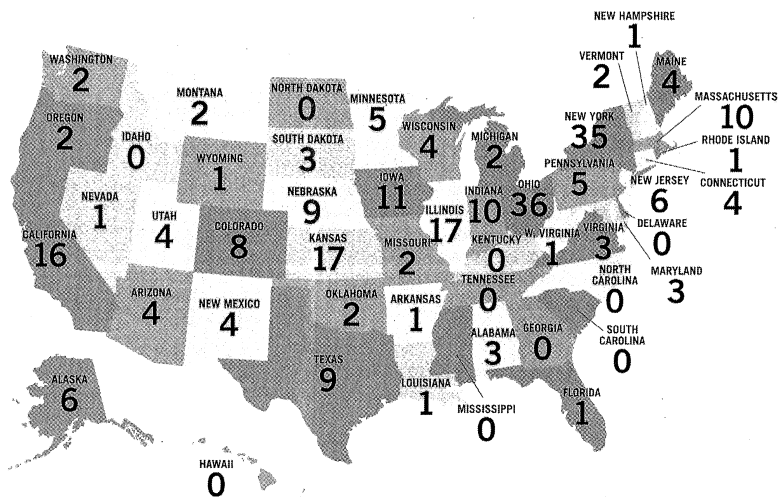 NEW HAMPSHIRE
1
VERMONT
2
MAINE
4
WASHINGTON
2
MONTANA
2
NORTH DAKOTA
0
MINNESOTA
5
MASSACHUSETTS
10
OREGON
2
IDAHO
0
SOUTH DAKOTA
3
WISCONSIN
4
MICHIGAN
2
NEW YORK
35
RHODE ISLAND
1
WYOMING
1
PENNSYLVANIA
5
NEW JERSEY
6
CONNECTICUT
4
NEVADA
1
NEBRASKA
9
IOWA
11
ILLINOIS
17
INDIANA
10
OHIO
36
DELAWARE
0
CALIFORNIA
16
UTAH
4
COLORADO
8
KANSAS
17
MISSOURI
2
KENTUCKY
0
W. VIRGINIA
1
VIRGINIA
3
MARYLAND
3
ARIZONA
4
NEW MEXICO
4
OKLAHOMA
2
ARKANSAS
1
TENNESSEE
0
NORTH
CAROLINA
0
TEXAS
9
ALABAMA
3
GEORGIA
0
SOUTH
CAROLINA
0
ALASKA
6
LOUISIANA
1
MISSISSIPPI
0
FLORIDA
1
HAWAII
0